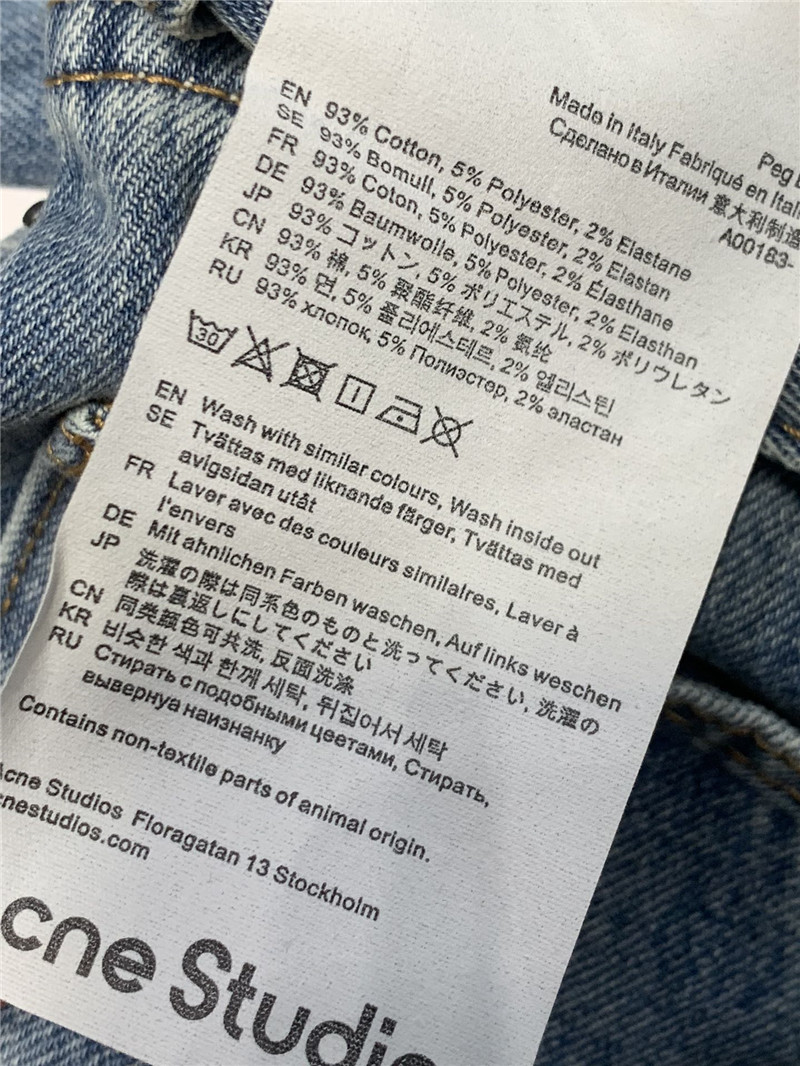 Peg
Made in Italy Fabriqué en
Сделано в Италии 意大利制造
A00183-
EN 93% Cotton, 5% Polyester, 2% Elastane
SE 93% Bomull, 5% Polyester, 2% Elastan
FR 93% Coton, 5% Polyester, 2% Élasthane
DE 93% Baumwolle, 5% Polyester, 2% Elasthan
JP 93% コットン, 5% ポリエステル, 2% ポリウレタン
CN 93% 棉, 5% 聚酯纤维, 2% 氨纶
KR 93% 면, 5% 폴리에스테르, 2% 엘리스틴
RU 93% хлопок, 5% Полиэстер, 2% эластан
30
EN Wash with similar colours, Wash inside out
SE Tvättas med liknande färger, Tvättas med
avigsidan utåt
FR Laver avec des couleurs similaires, Laver à
l'envers
DE Mit ahnlichen Farben waschen, Auf links weschen
JP 洗濯の際は同系色のものと洗ってください, 洗濯の
際は裏返しにしてください
CN 同类颜色可共洗, 反面洗涤
KR 비슷한 색과 한께 세탁, 뒤집어서 세탁
RU Стирать с подобными цветами, Стирать,
вывернуа наизнанку
Contains non-textile parts of animal origin.
Acne Studios Floragatan 13 Stockholm
cnestudios.com
cne Studios